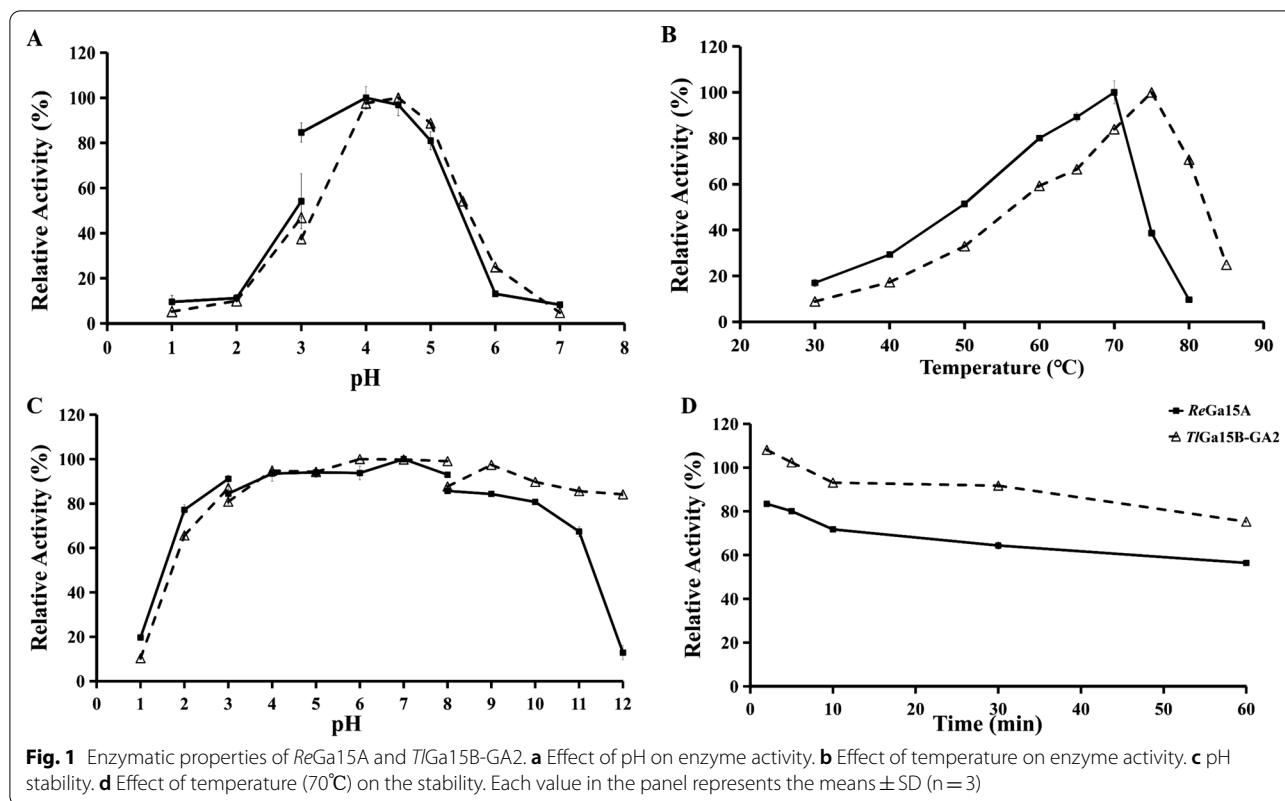 A
Relative Activity (%)
120
100
80
60
40
20
0
0 1 2 3 4 5 6 7 8
pH
B
Relative Activity (%)
120
100
80
60
40
20
0
20 30 40 50 60 70 80 90
Temperature (°C)
C
Relative Activity (%)
120
100
80
60
40
20
0
0 1 2 3 4 5 6 7 8 9 10 11 12
pH
D
Relative Activity (%)
120
100
80
60
40
20
0
0 10 20 30 40 50 60
Time (min)
ReGa15A
TlGa15B-GA2
Fig. 1 Enzymatic properties of ReGa15A and TlGa15B-GA2. a Effect of pH on enzyme activity. b Effect of temperature on enzyme activity. c pH
stability. d Effect of temperature (70℃) on the stability. Each value in the panel represents the means ± SD (n = 3)